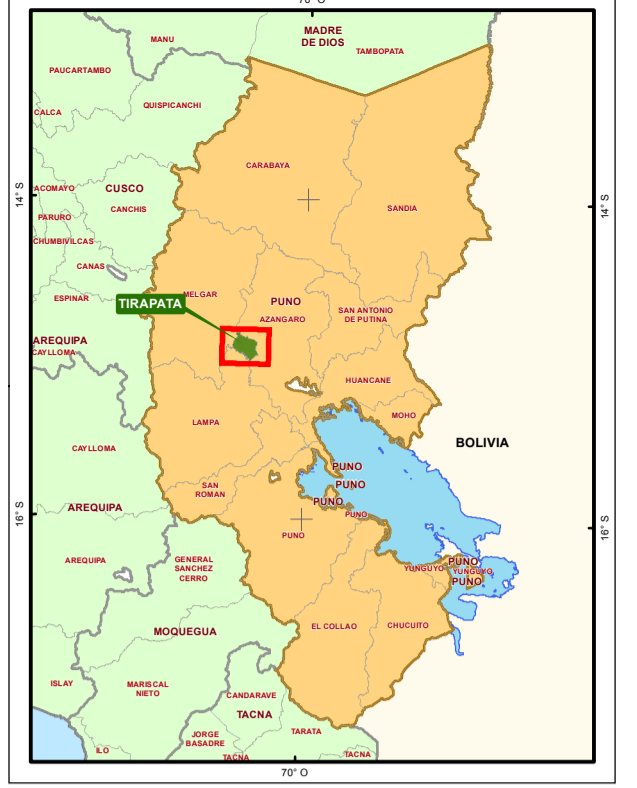 70° O
MADRE
DE DIOS
MANU
TAMBOPATA
PAUCARTAMBO
QUISPICANCHI
CALCA
CARABAYA
14° S
ACOMAYO
CUSCO
CANCHIS
SANDIA
14° S
PARURO
CHUMBIVILCAS
CANAS
ESPINAR
MELGAR
TIRAPATA
PUNO
AZANGARO
SAN ANTONIO
DE PUTINA
AREQUIPA
CAYLLOMA
HUANCANE
MOHO
LAMPA
BOLIVIA
CAYLLOMA
PUNO
PUNO
PUNO
SAN
ROMAN
PUNO
AREQUIPA
16° S
16° S
PUNO
AREQUIPA
GENERAL
SANCHEZ
CERRO
PUNO
YUNGUYO
YUNGUYO
PUNO
MOQUEGUA
EL COLLAO
CHUCUITO
ISLAY
MARISCAL
NIETO
CANDARAVE
TACNA
JORGE
BASADRE
TARATA
ILO
TACNA
TACNA
70° O